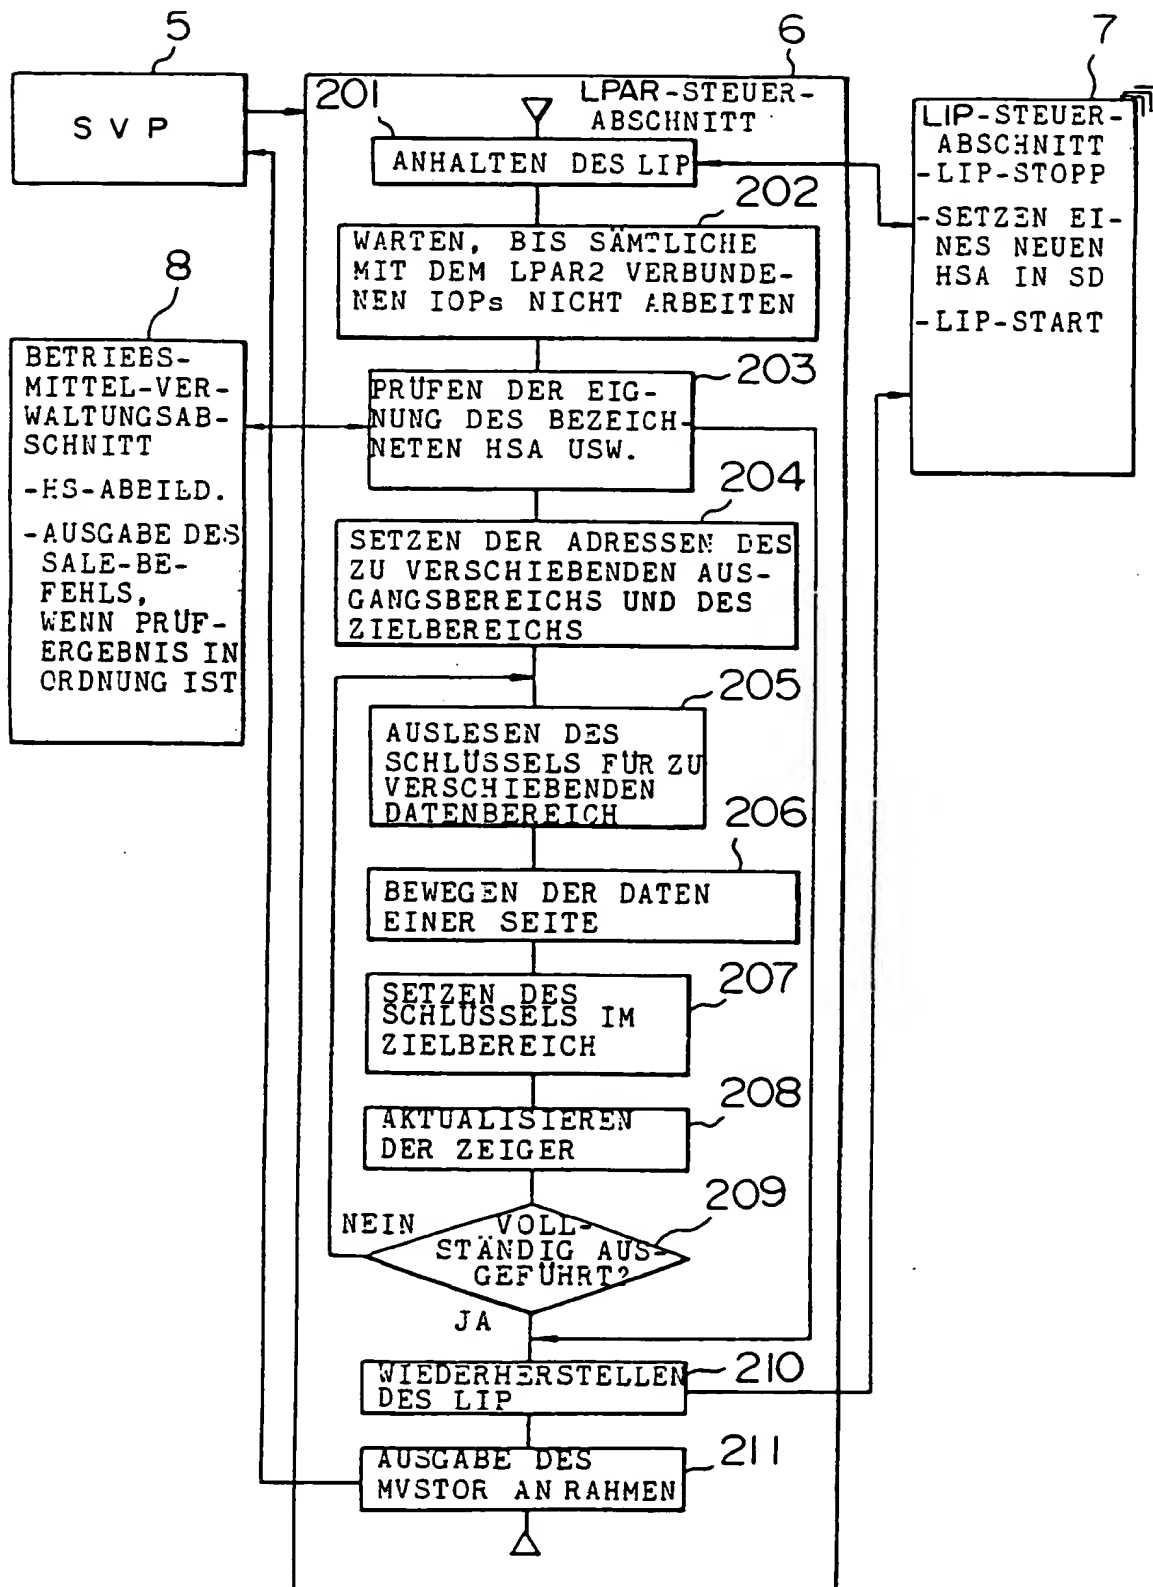 5
SVP
6
LPAR-STEUER-
ABSCHNITT
201
ANHALTEN DES LIP
7
LIP-STEUER-
ABSCHNITT
-LIP-STOPP
-SETZEN EI-
NES NEUEN
HSA IN SD
-LIP-START
202
WARTEN, BIS SÄMTLICHE
MIT DEM LPAR2 VERBUNDE-
NEN IOPs NICHT ARBEITEN
8
BETRIEBS-
MITTEL-VER-
WALTUNGSAB-
SCHNITT
-HS-ABBILD.
-AUSGABE DES
SALE-BE-
FEHLS,
WENN PRÜF-
ERGEBNIS IN
ORDNUNG IST
203
PRÜFEN DER EIG-
NUNG DES BEZEICH-
NETEN HSA USW.
204
SETZEN DER ADRESSEN DES
ZU VERSCHIEBENDEN AUS-
GANGSBEREICHS UND DES
ZIELBEREICHS
205
AUSLESEN DES
SCHLÜSSELS FÜR ZU
VERSCHIEBENDEN
DATENBEREICH
206
BEWEGEN DER DATEN
EINER SEITE
207
SETZEN DES
SCHLÜSSELS IM
ZIELBEREICH
208
AKTUALISIEREN
DER ZEIGER
209
NEIN
VOLL-
STÄNDIG AUS-
GEFÜHRT?
JA
210
WIEDERHERSTELLEN
DES LIP
211
AUSGABE DES
MVSTOR AN RAHMEN